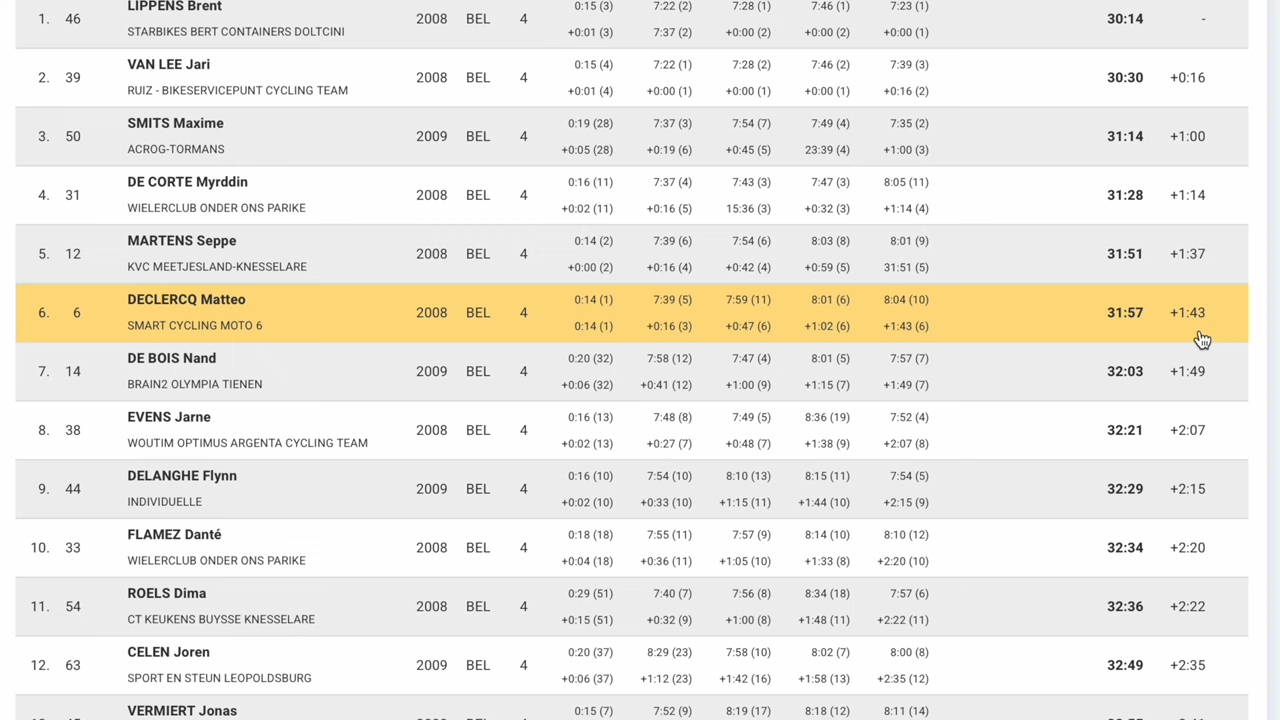 LIPPENS Brent 0:15 (3) 7:22 (2) 7:28 (1) 7:46 (1) 7:23 (1)
1. 46 2008 BEL 4 30:14 -
STARBIKES BERT CONTAINERS DOLTCINI +0:01 (3) 7:37 (2) +0:00 (2) +0:00 (2) +0:00 (1)
VAN LEE Jari 0:15 (4) 7:22 (1) 7:28 (2) 7:46 (2) 7:39 (3)
2. 39 2008 BEL 4 30:30 +0:16
RUIZ - BIKESERVICEPUNT CYCLING TEAM +0:01 (4) +0:00 (1) +0:00 (1) +0:00 (1) +0:16 (2)
SMITS Maxime 0:19 (28) 7:37 (3) 7:54 (7) 7:49 (4) 7:35 (2)
3. 50 2009 BEL 4 31:14 +1:00
ACROG-TORMANS +0:05 (28) +0:19 (6) +0:45 (5) 23:39 (4) +1:00 (3)
DE CORTE Myrddin 0:16 (11) 7:37 (4) 7:43 (3) 7:47 (3) 8:05 (11)
4. 31 2008 BEL 4 31:28 +1:14
WIELERCLUB ONDER ONS PARIKE +0:02 (11) +0:16 (5) 15:36 (3) +0:32 (3) +1:14 (4)
MARTENS Seppe 0:14 (2) 7:39 (6) 7:54 (6) 8:03 (8) 8:01 (9)
5. 12 2008 BEL 4 31:51 +1:37
KVC MEETJESLAND-KNESSELARE +0:00 (2) +0:16 (4) +0:42 (4) +0:59 (5) 31:51 (5)
DECLERCQ Matteo 0:14 (1) 7:39 (5) 7:59 (11) 8:01 (6) 8:04 (10)
6. 6 2008 BEL 4 31:57 +1:43
SMART CYCLING MOTO 6 0:14 (1) +0:16 (3) +0:47 (6) +1:02 (6) +1:43 (6)
DE BOIS Nand 0:20 (32) 7:58 (12) 7:47 (4) 8:01 (5) 7:57 (7)
7. 14 2009 BEL 4 32:03 +1:49
BRAIN2 OLYMPIA TIENEN +0:06 (32) +0:41 (12) +1:00 (9) +1:15 (7) +1:49 (7)
EVENS Jarne 0:16 (13) 7:48 (8) 7:49 (5) 8:36 (19) 7:52 (4)
8. 38 2008 BEL 4 32:21 +2:07
WOUTIM OPTIMUS ARGENTA CYCLING TEAM +0:02 (13) +0:27 (7) +0:48 (7) +1:38 (9) +2:07 (8)
DELANGHE Flynn 0:16 (10) 7:54 (10) 8:10 (13) 8:15 (11) 7:54 (5)
9. 44 2009 BEL 4 32:29 +2:15
INDIVIDUELLE +0:02 (10) +0:33 (10) +1:15 (11) +1:44 (10) +2:15 (9)
FLAMEZ Danté 0:18 (18) 7:55 (11) 7:57 (9) 8:14 (10) 8:10 (12)
10. 33 2008 BEL 4 32:34 +2:20
WIELERCLUB ONDER ONS PARIKE +0:04 (18) +0:36 (11) +1:05 (10) +1:33 (8) +2:20 (10)
ROELS Dima 0:29 (51) 7:40 (7) 7:56 (8) 8:34 (18) 7:57 (6)
11. 54 2008 BEL 4 32:36 +2:22
CT KEUKENS BUYSSE KNESSELARE +0:15 (51) +0:32 (9) +1:00 (8) +1:48 (11) +2:22 (11)
CELEN Joren 0:20 (37) 8:29 (23) 7:58 (10) 8:02 (7) 8:00 (8)
12. 63 2009 BEL 4 32:49 +2:35
SPORT EN STEUN LEOPOLDSBURG +0:06 (37) +1:12 (23) +1:42 (16) +1:58 (13) +2:35 (12)
VERMIERT Jonas 0:15 (7) 7:52 (9) 8:19 (17) 8:18 (12) 8:11 (14)